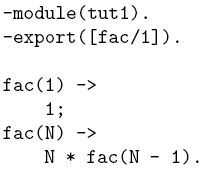 -module(tut1).
-export([fac/1]).

fac(1) ->
    1;
fac(N) ->
    N * fac(N - 1).